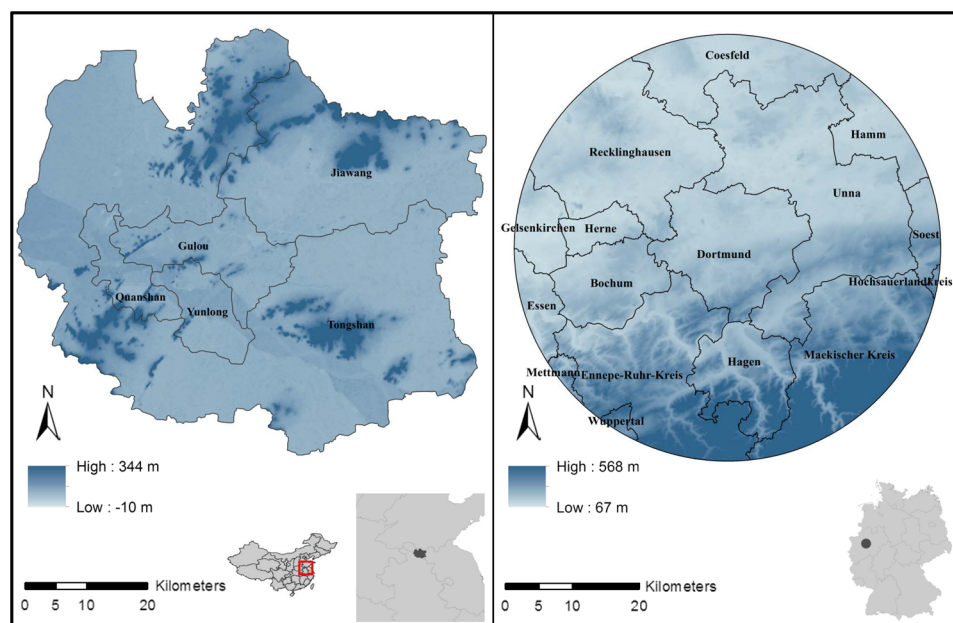 Jiawang
Gulou
Quanshan
Yunlong
Tongshan
N
High : 344 m
Low : -10 m
Kilometers
0 5 10 20
Coesfeld
Hamm
Recklinghausen
Unna
Gelsenkirchen
Herne
Soest
Dortmund
Bochum
HochsauerlandKreis
Essen
Hagen
Maekischer Kreis
Mettmann
Ennepe-Ruhr-Kreis
Wuppertal
N
High : 568 m
Low : 67 m
Kilometers
0 5 10 20